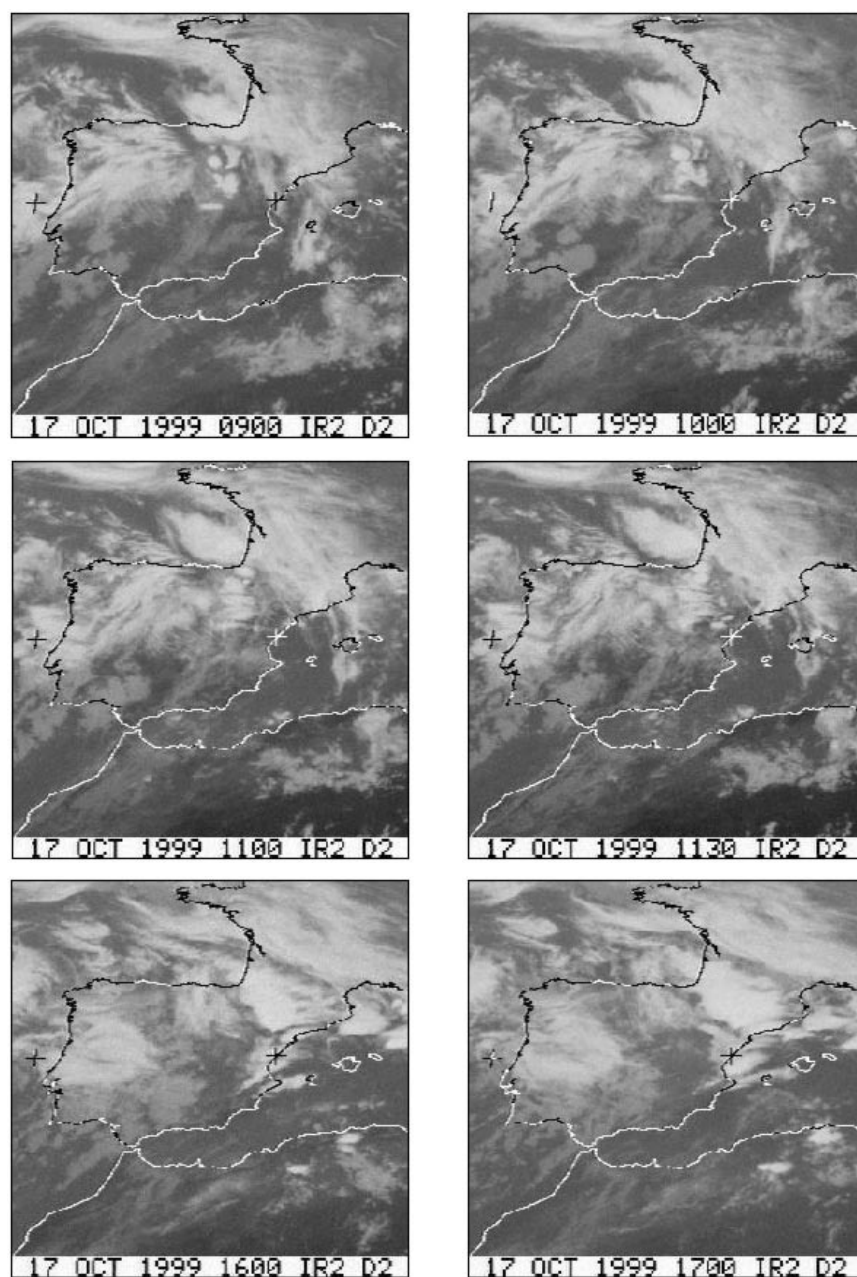 17 OCT 1999 0900 IR2 D2
17 OCT 1999 1000 IR2 D2
17 OCT 1999 1100 IR2 D2
17 OCT 1999 1130 IR2 D2
17 OCT 1999 1600 IR2 D2
17 OCT 1999 1700 IR2 D2